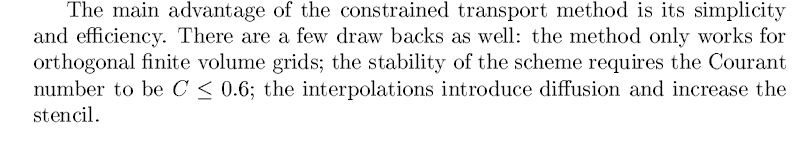 The main advantage of the constrained transport method is its simplicity
and efficiency. There are a few draw backs as well: the method only works for
orthogonal finite volume grids; the stability of the scheme requires the Courant
number to be C ≤ 0.6; the interpolations introduce diffusion and increase the
stencil.